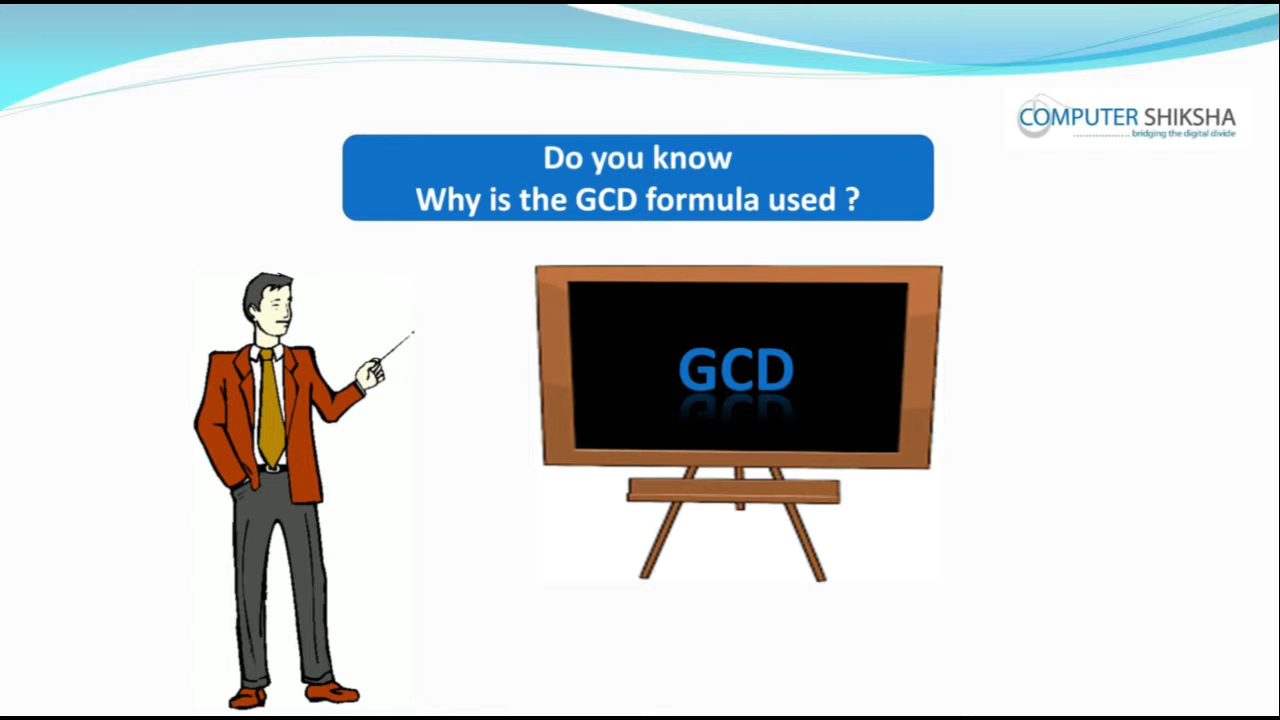 COMPUTER SHIKSHA
bridging the digital divide
Do you know
Why is the GCD formula used ?
GCD